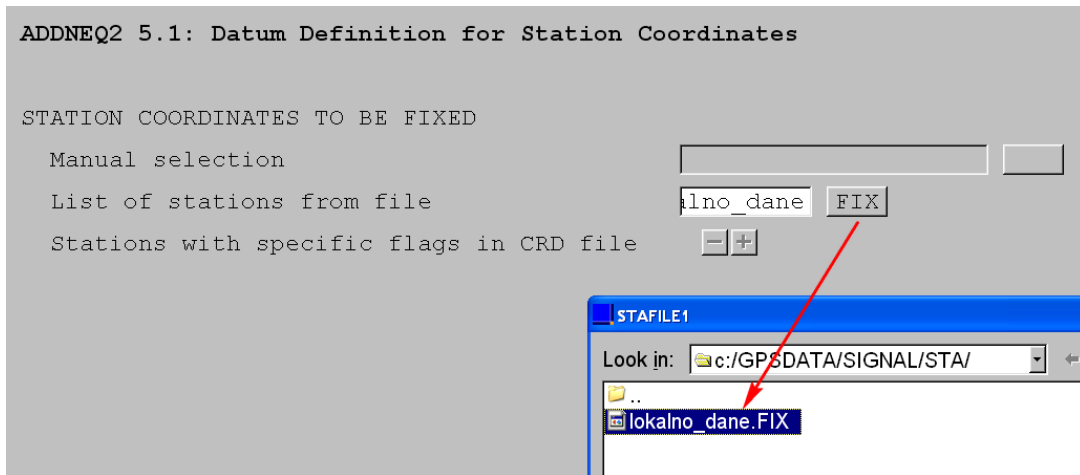 ADDNEQ2 5.1: Datum Definition for Station Coordinates
STATION COORDINATES TO BE FIXED
Manual selection
List of stations from file alno_dane FIX
Stations with specific flags in CRD file - +
STAFILE1
Look in: c:/GPSDATA/SIGNAL/STA/
..
lokalno_dane.FIX